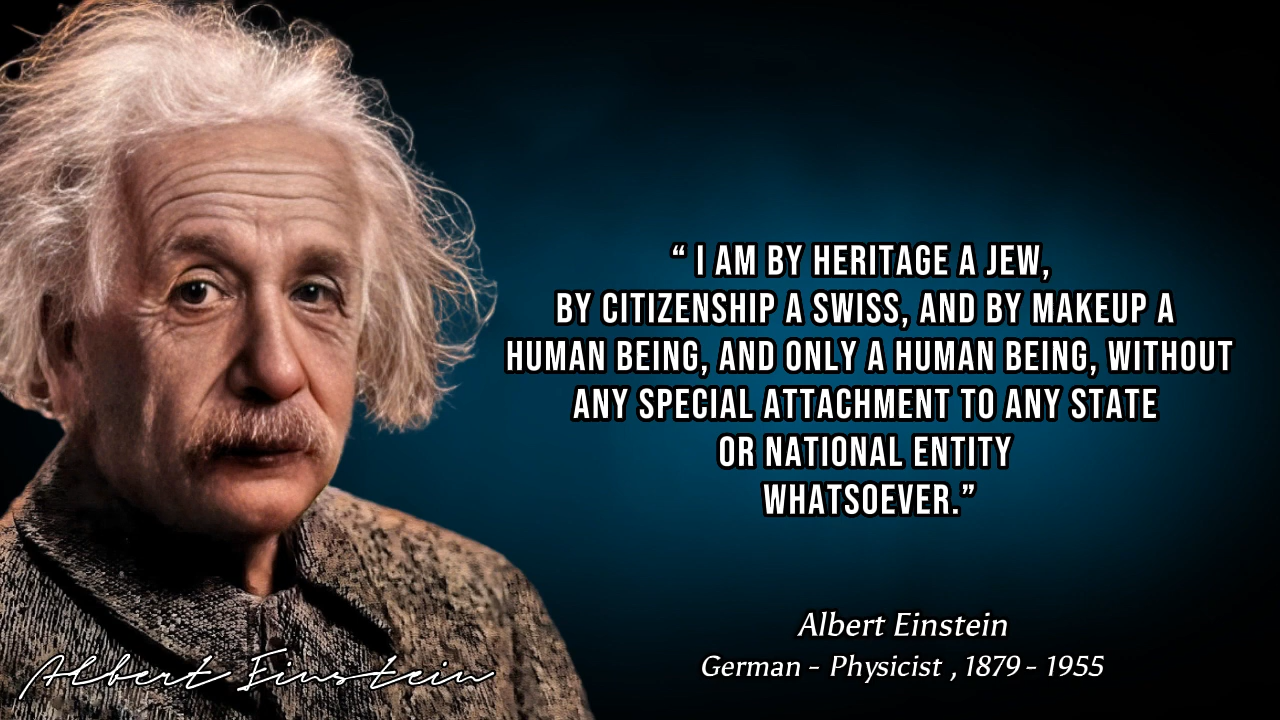 “ I AM BY HERITAGE A JEW,
BY CITIZENSHIP A SWISS, AND BY MAKEUP A
HUMAN BEING, AND ONLY A HUMAN BEING, WITHOUT
ANY SPECIAL ATTACHMENT TO ANY STATE
OR NATIONAL ENTITY
WHATSOEVER.”
Albert Einstein
German - Physicist , 1879 - 1955
Albert Einstein